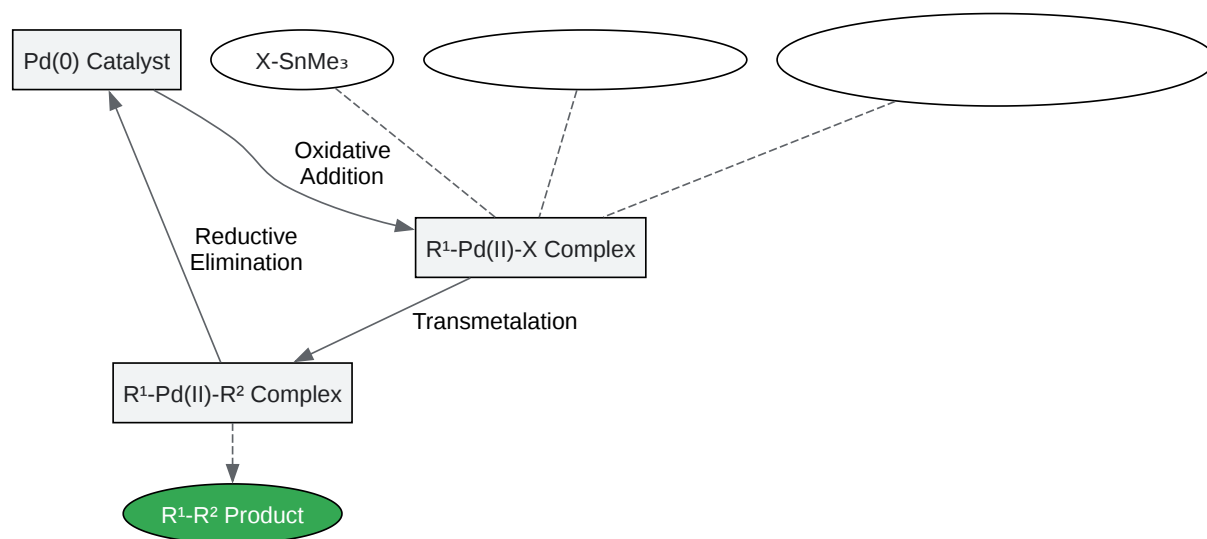 Pd(0) Catalyst
X-SnMe₃
Oxidative
Addition
Reductive
Elimination
R¹-Pd(II)-X Complex
Transmetalation
R¹-Pd(II)-R² Complex
R¹-R² Product